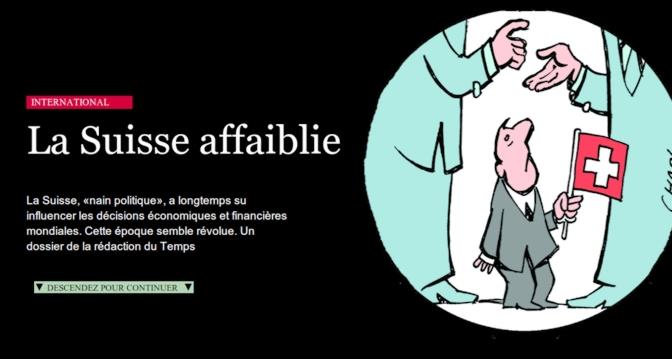 INTERNATIONAL
La Suisse affaiblie
La Suisse, «nain politique», a longtemps su
influencer les décisions économiques et financières
mondiales. Cette époque semble révolue. Un
dossier de la rédaction du Temps
▼ DESCENDEZ POUR CONTINUER ▼